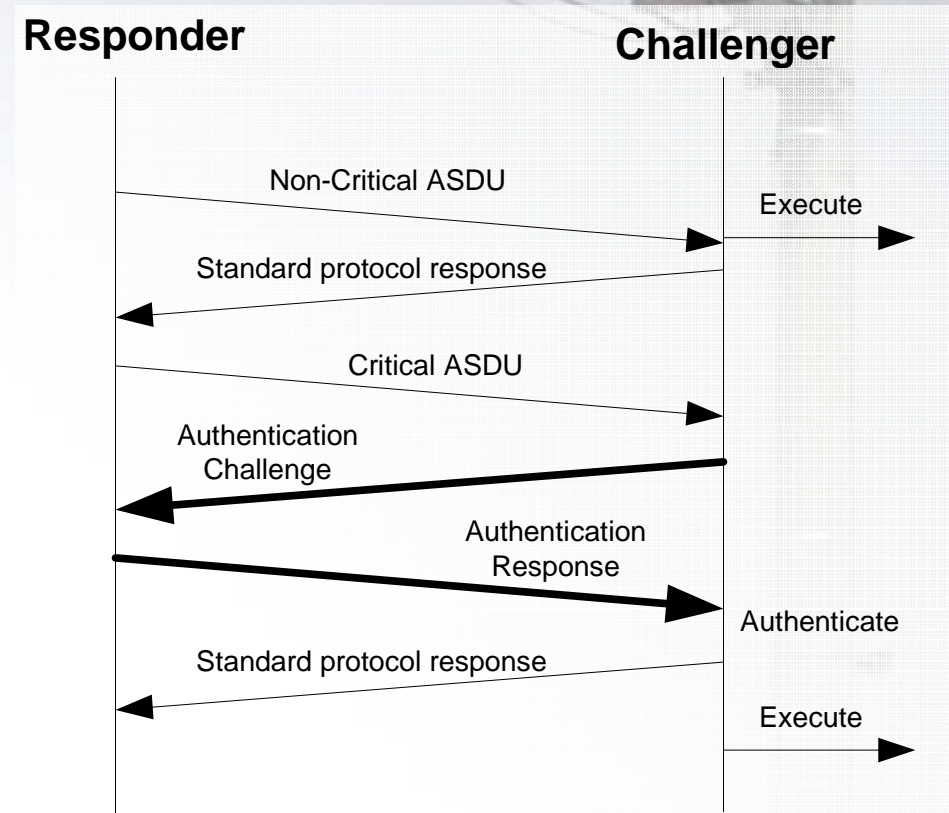 Responder
Challenger
Non-Critical ASDU
Execute
Standard protocol response
Critical ASDU
Authentication
Challenge
Authentication
Response
Authenticate
Standard protocol response
Execute